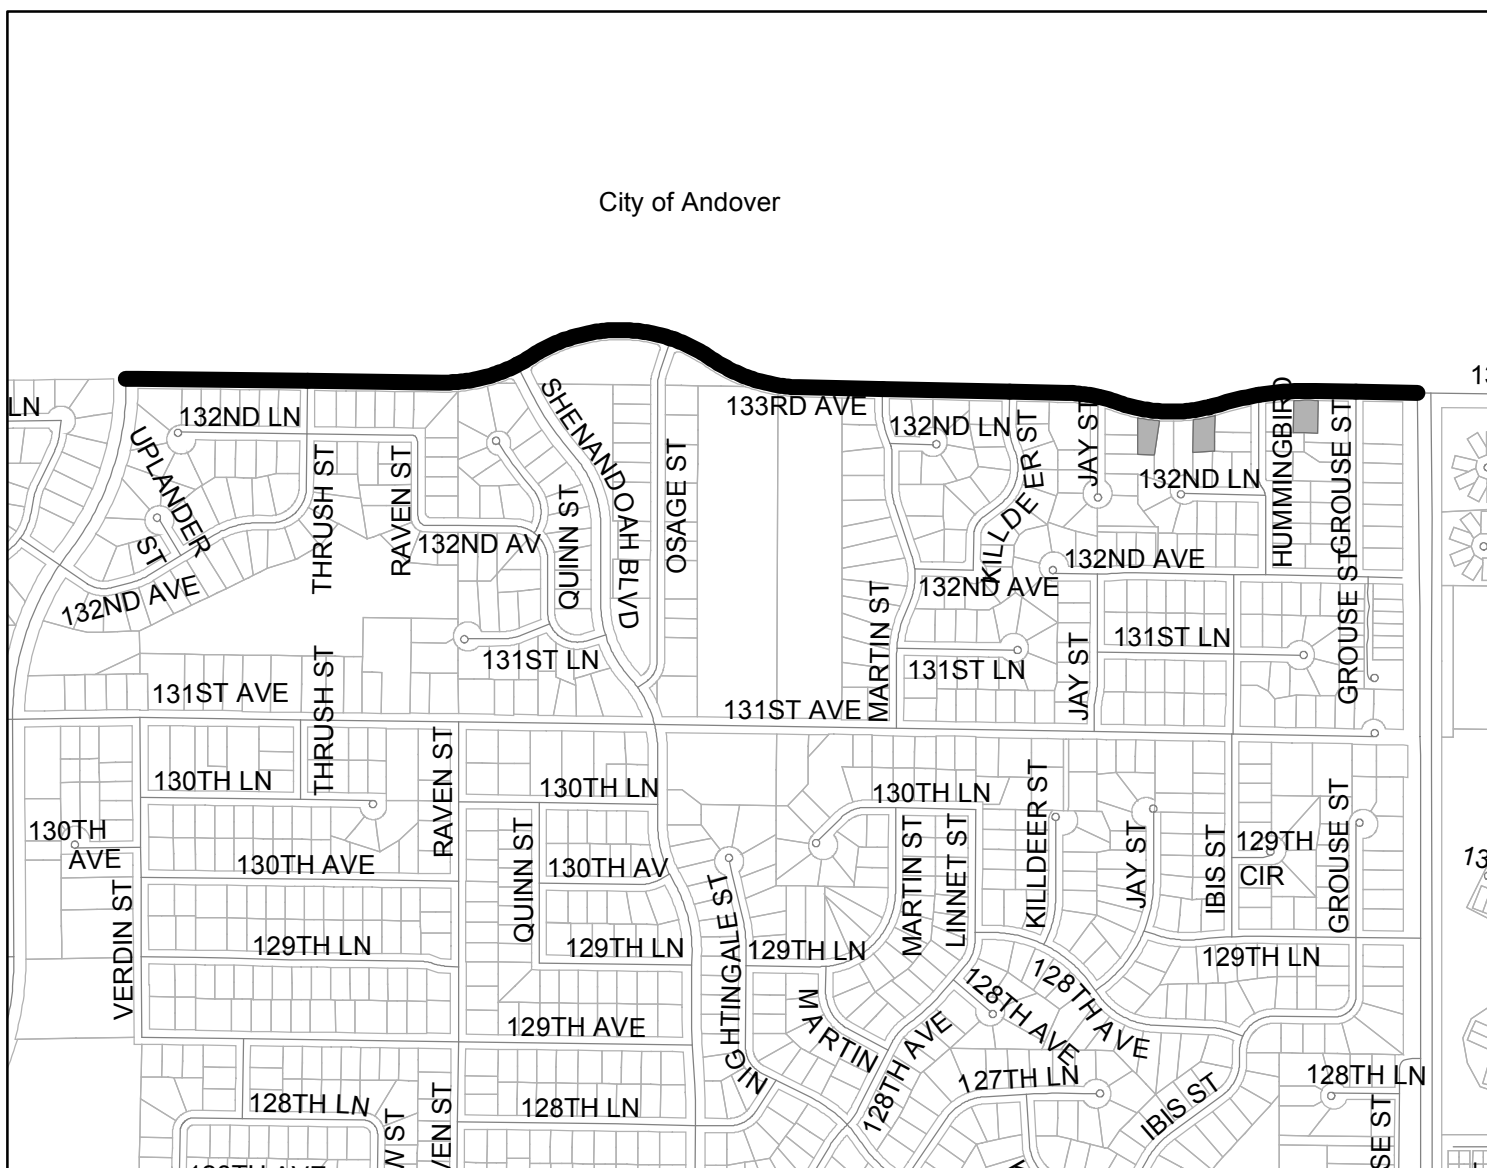 City of Andover
LN
132ND LN
UPLANDER
ST
132ND AVE
THRUSH ST
RAVEN ST
132ND AV
QUINN ST
SHENANDOAH BLVD
OSAGE ST
133RD AVE
132ND LN
KILLDEER ST
JAY ST
132ND LN
HUMMINGBIRD
GROUSE ST
132ND AVE
132ND AVE
MARTIN ST
131ST LN
131ST LN
131ST LN
JAY ST
GROUSE ST
131ST AVE
THRUSH ST
131ST AVE
130TH LN
RAVEN ST
130TH LN
130TH LN
KILLDEER ST
GROUSE ST
130TH
AVE
130TH AVE
QUINN ST
130TH AV
MARTIN ST
LINNET ST
JAY ST
IBIS ST
129TH
CIR
VERDIN ST
129TH LN
129TH LN
NIGHTINGALE ST
129TH LN
129TH LN
128TH AVE
128TH AVE
MARTIN
129TH AVE
128TH AVE
127TH LN
IBIS ST
128TH LN
128TH LN
128TH LN